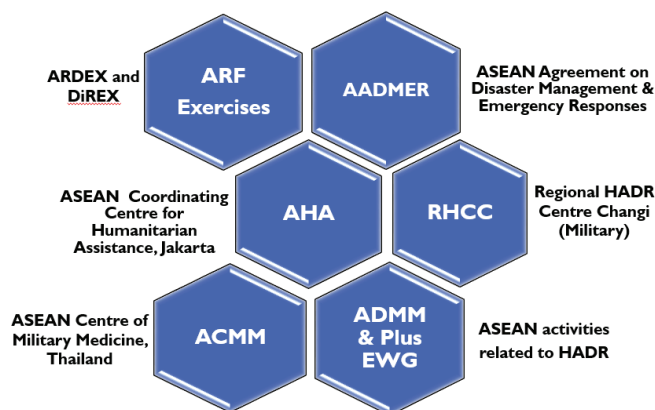 ARDEX and
DiREX
ARF
Exercises
AADMER
ASEAN Agreement on
Disaster Management &
Emergency Responses
ASEAN Coordinating
Centre for
Humanitarian
Assistance, Jakarta
AHA
RHCC
Regional HADR
Centre Changi
(Military)
ASEAN Centre of
Military Medicine,
Thailand
ACMM
ADMM
& Plus
EWG
ASEAN activities
related to HADR